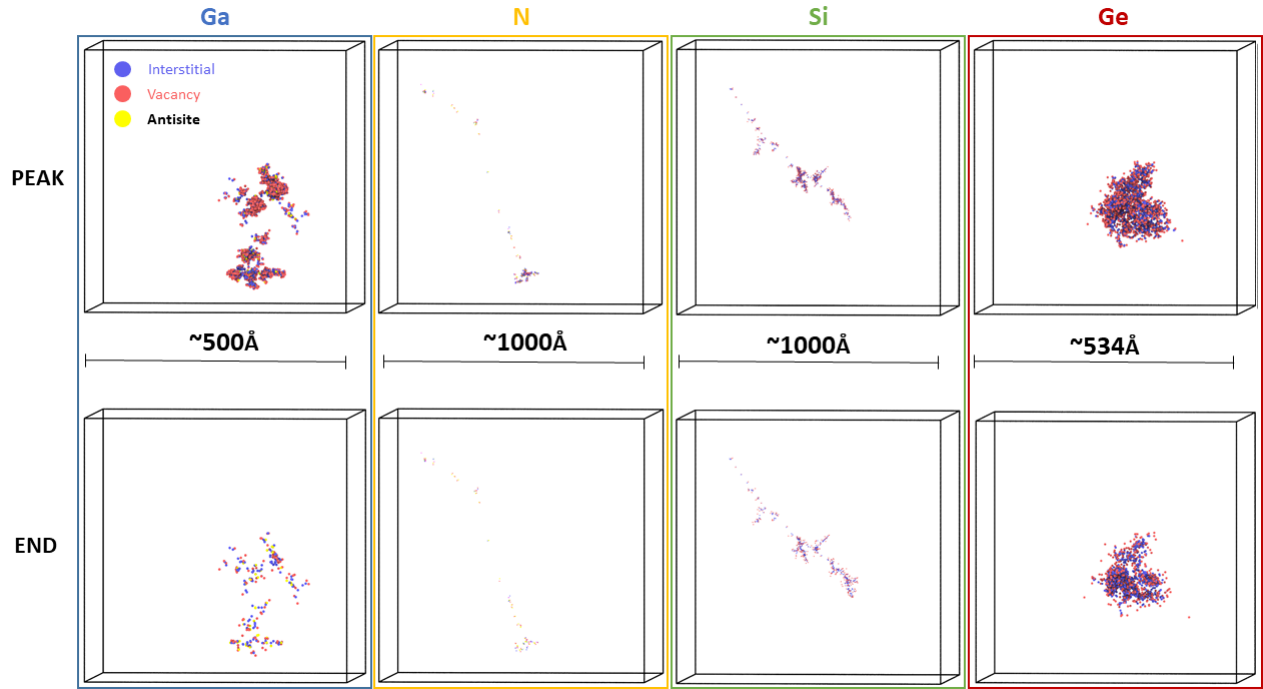 Ga N Si Ge
Interstitial
Vacancy
Antisite
PEAK
~500Å ~1000Å ~1000Å ~534Å
END